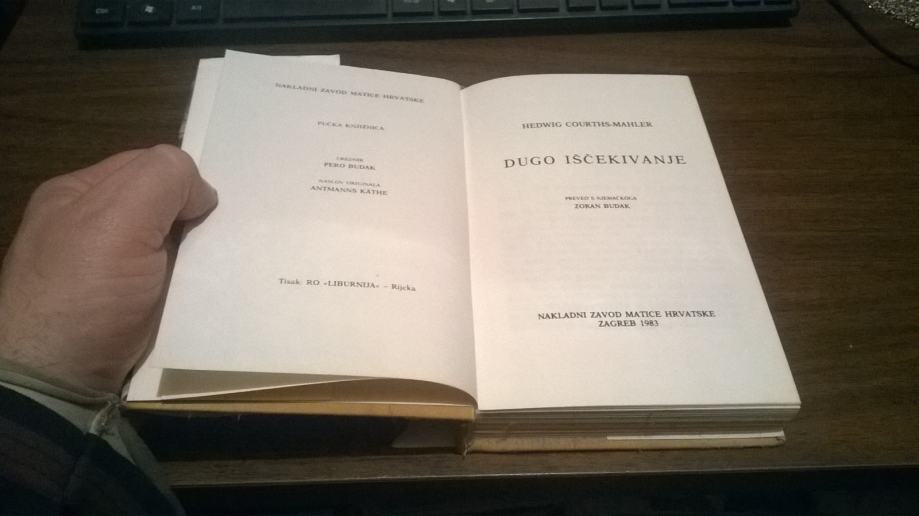 NAKLADNI ZAVOD MATICE HRVATSKE
PUČKA KNJIŽNICA
UREDNIK
PERO BUDAK
NASLOV ORIGINALA
ANTMANNS KÄTHE
Tisak: RO »LIBURNIJA« – Rijeka
HEDWIG COURTHS-MAHLER
DUGO IŠČEKIVANJE
PREVEO S NJEMAČKOGA
ZORAN BUDAK
NAKLADNI ZAVOD MATICE HRVATSKE
ZAGREB 1983